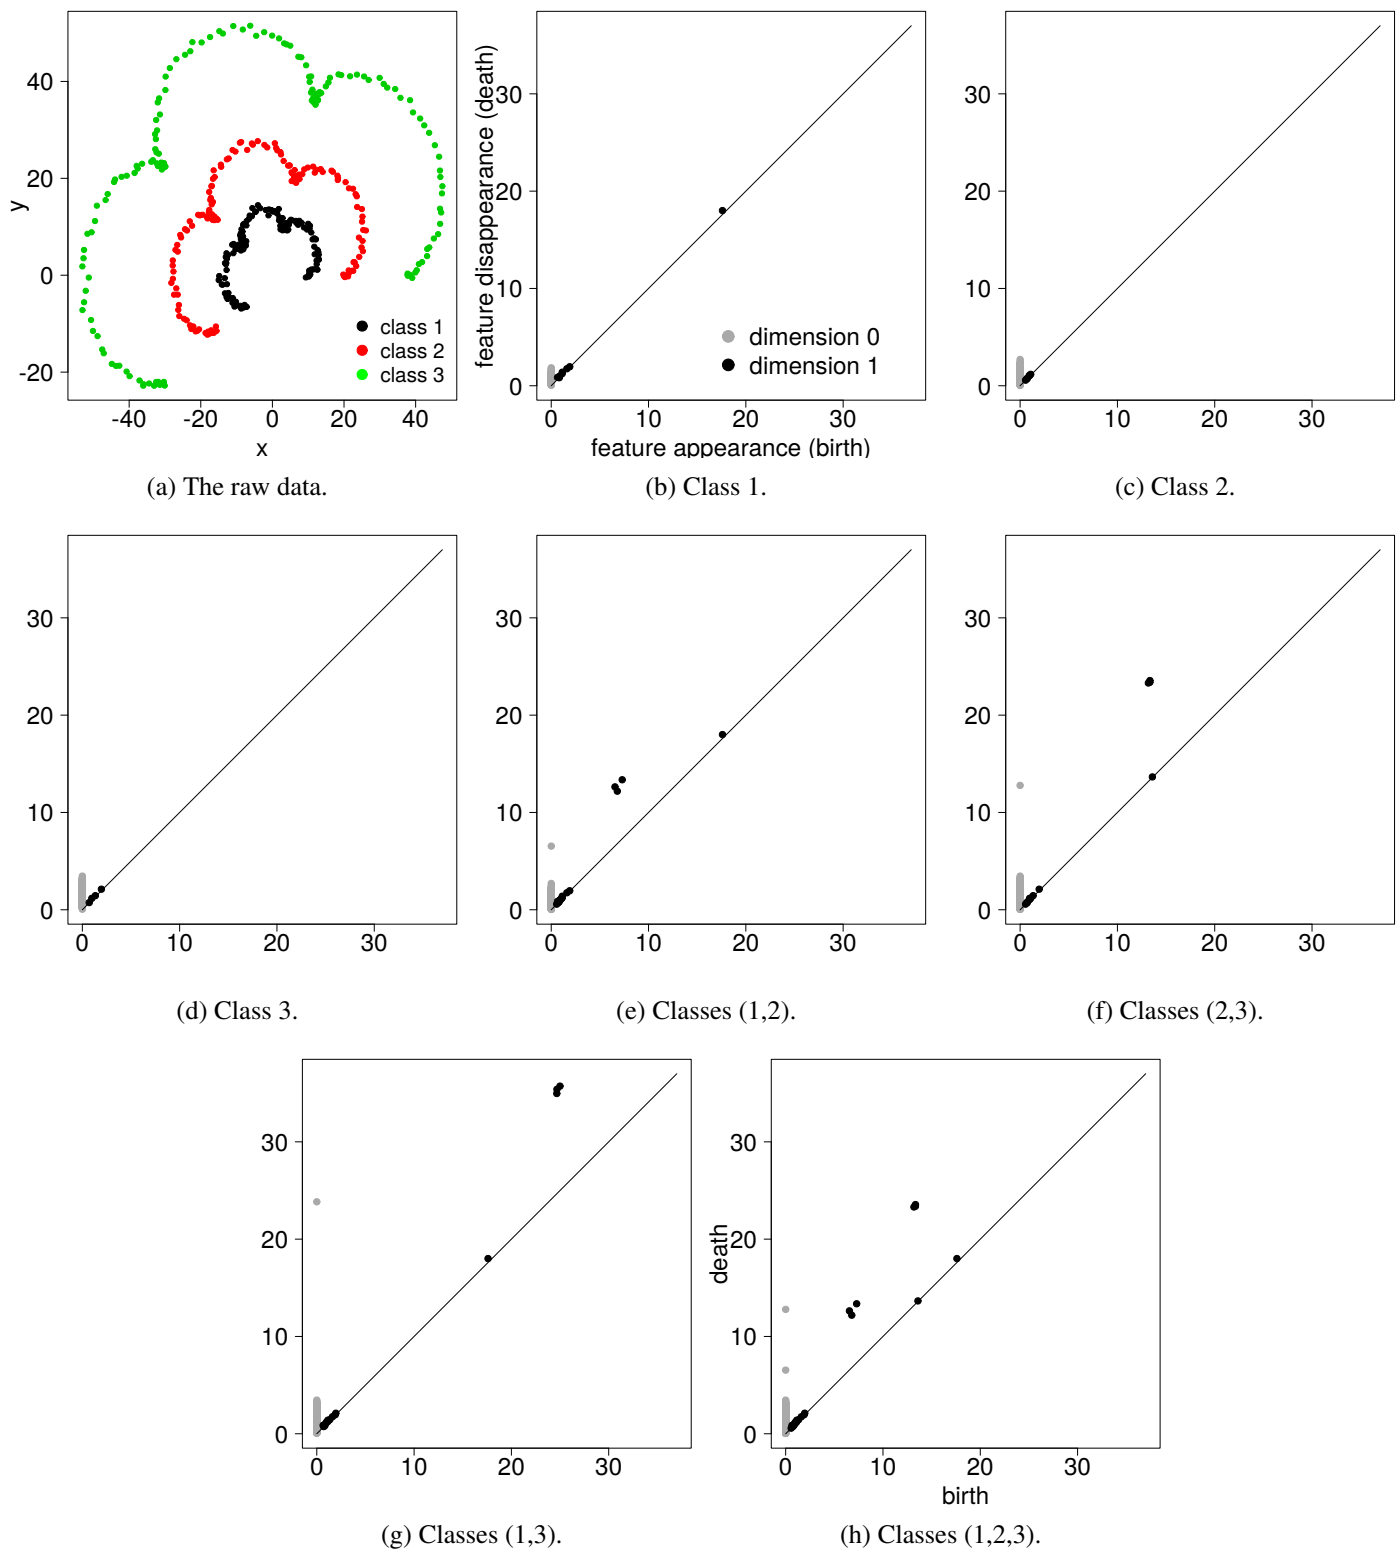 40
20
0
-20
y
-40 -20 0 20 40
x
class 1
class 2
class 3
(a) The raw data.
feature disappearance (death)
30
20
10
0
dimension 0
dimension 1
0 10 20 30
feature appearance (birth)
(b) Class 1.
30
20
10
0
0 10 20 30
(c) Class 2.
30
20
10
0
0 10 20 30
(d) Class 3.
30
20
10
0
0 10 20 30
(e) Classes (1,2).
30
20
10
0
0 10 20 30
(f) Classes (2,3).
30
20
10
0
0 10 20 30
(g) Classes (1,3).
death
30
20
10
0
0 10 20 30
birth
(h) Classes (1,2,3).